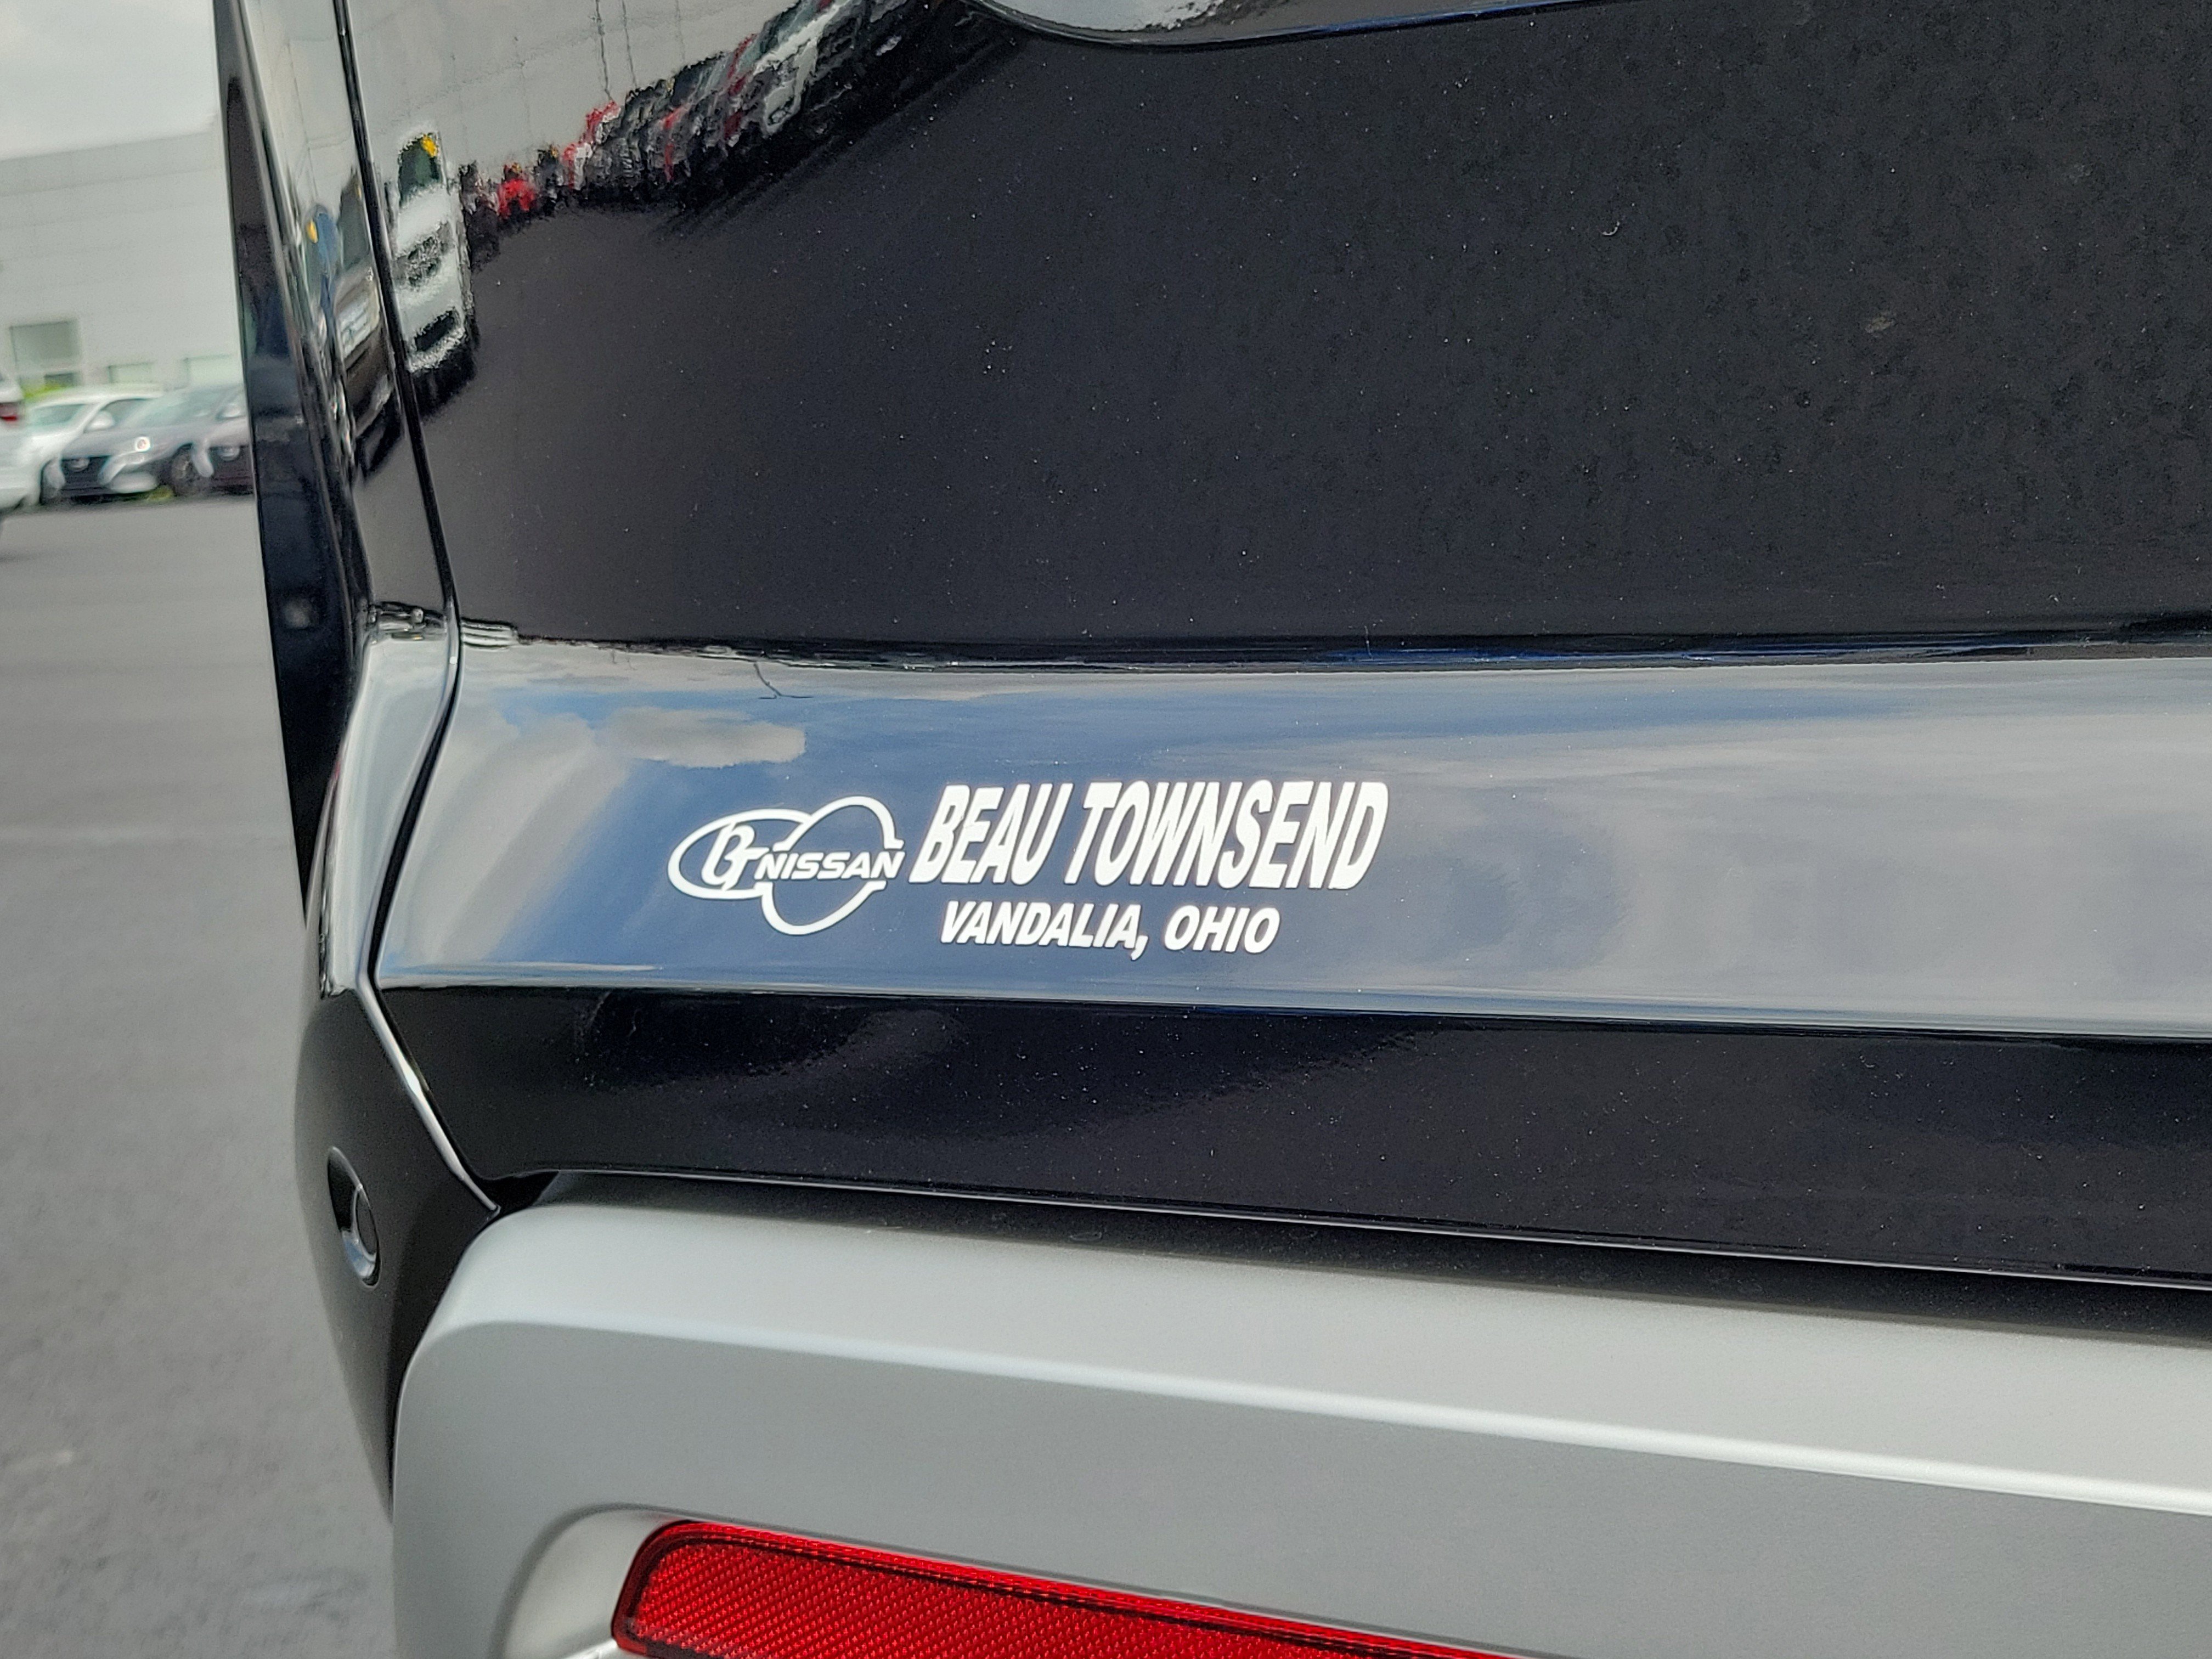 BT NISSAN BEAU TOWNSEND
VANDALIA, OHIO